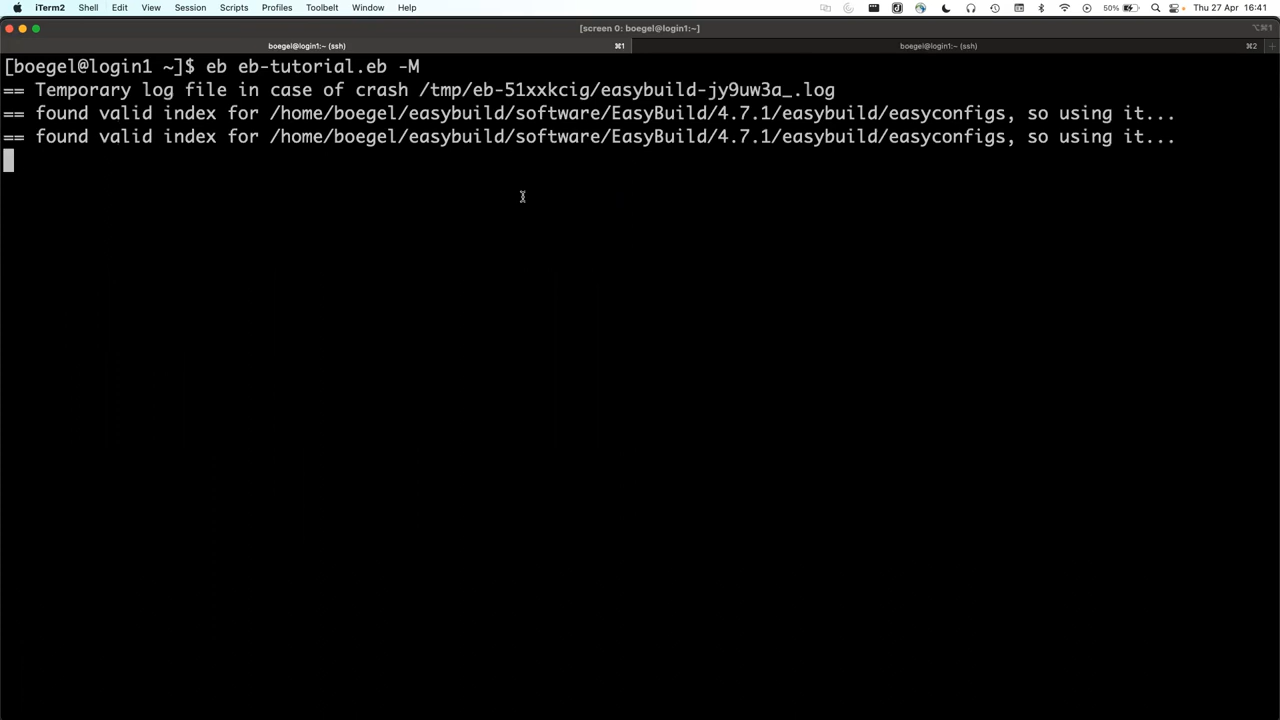 iTerm2 Shell Edit View Session Scripts Profiles Toolbelt Window Help 50% Thu 27 Apr 16:41
[screen 0: boegel@login1:~] ⌥⌘1
boegel@login1:~ (ssh) ⌘1 boegel@login1:~ (ssh) ⌘2
[boegel@login1 ~]$ eb eb-tutorial.eb -M
== Temporary log file in case of crash /tmp/eb-51xxkcig/easybuild-jy9uw3a_.log
== found valid index for /home/boegel/easybuild/software/EasyBuild/4.7.1/easybuild/easyconfigs, so using it...
== found valid index for /home/boegel/easybuild/software/EasyBuild/4.7.1/easybuild/easyconfigs, so using it...